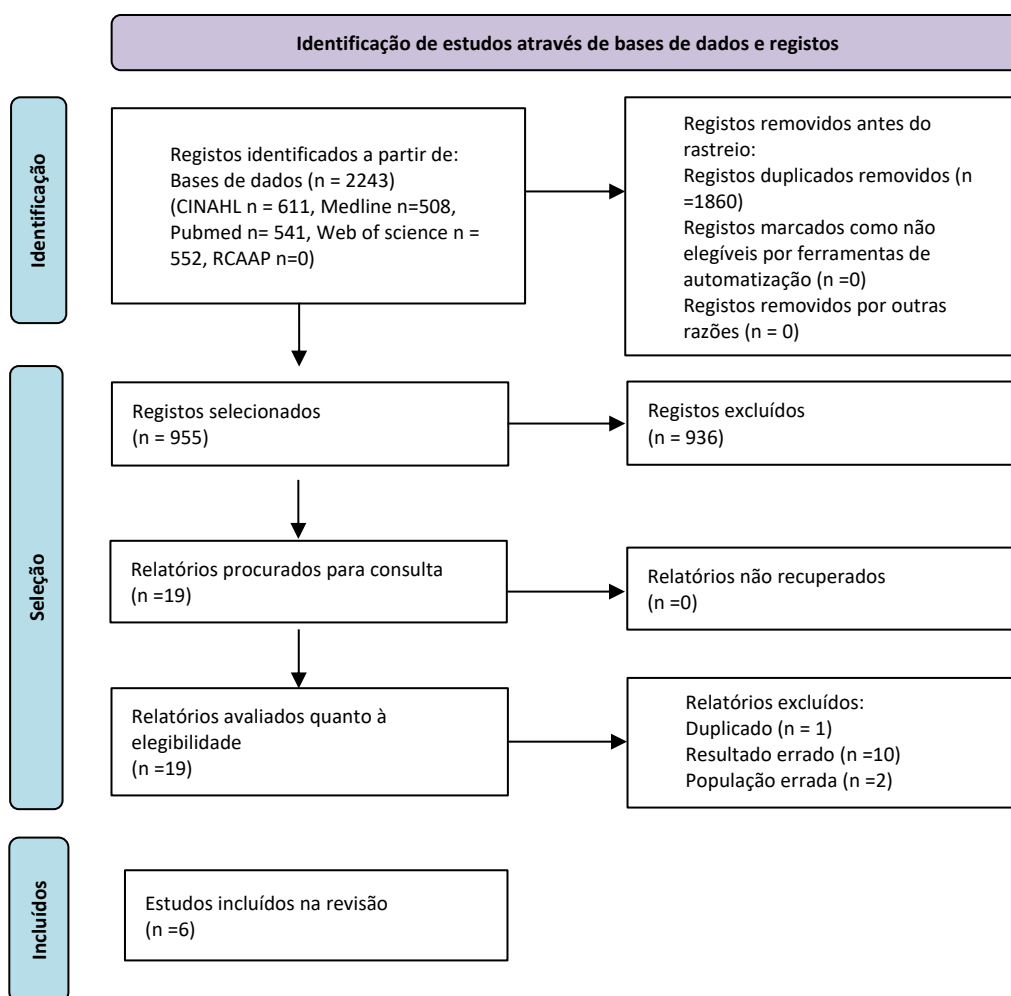 Identificação de estudos através de bases de dados e registos
Identificação
Registos identificados a partir de:
Bases de dados (n = 2243)
(CINAHL n = 611, Medline n=508,
Pubmed n= 541, Web of science n =
552, RCAAP n=0)
Registos removidos antes do
rastreio:
Registos duplicados removidos (n
=1860)
Registos marcados como não
elegíveis por ferramentas de
automatização (n =0)
Registos removidos por outras
razões (n = 0)
Seleção
Registos selecionados
(n = 955)
Registos excluídos
(n = 936)
Relatórios procurados para consulta
(n =19)
Relatórios não recuperados
(n =0)
Relatórios avaliados quanto à
elegibilidade
(n =19)
Relatórios excluídos:
Duplicado (n = 1)
Resultado errado (n =10)
População errada (n =2)
Incluídos
Estudos incluídos na revisão
(n =6)